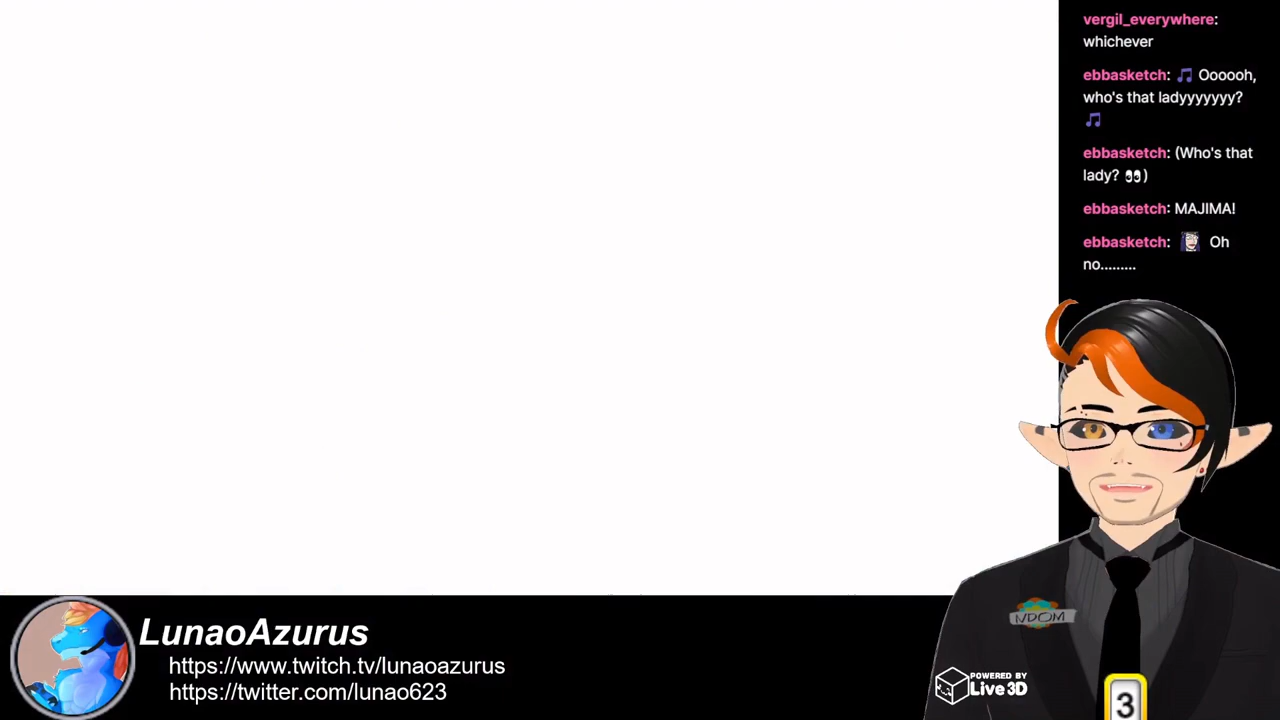 vergil_everywhere:
whichever
ebbasketch: 🎵 Oooooh,
who's that ladyyyyyyy?
🎵
ebbasketch: (Who's that
lady? 👀)
ebbasketch: MAJIMA!
ebbasketch: Oh
no.........
NDOM
LunaoAzurus
https://www.twitch.tv/lunaoazurus
https://twitter.com/lunao623
POWERED BY
Live3D
3